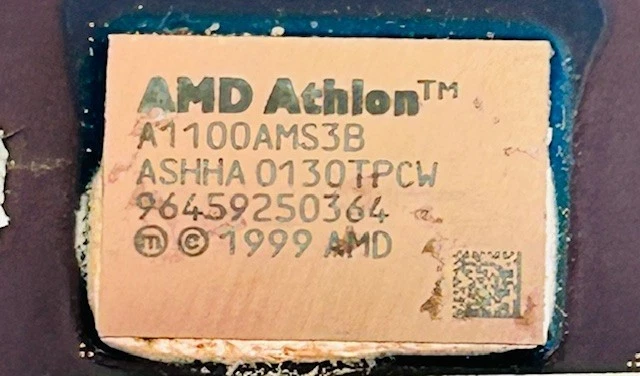 AMD Athlon™
A1100AMS3B
ASHHA 0130TPCW
96459250364
ⓜ © 1999 AMD